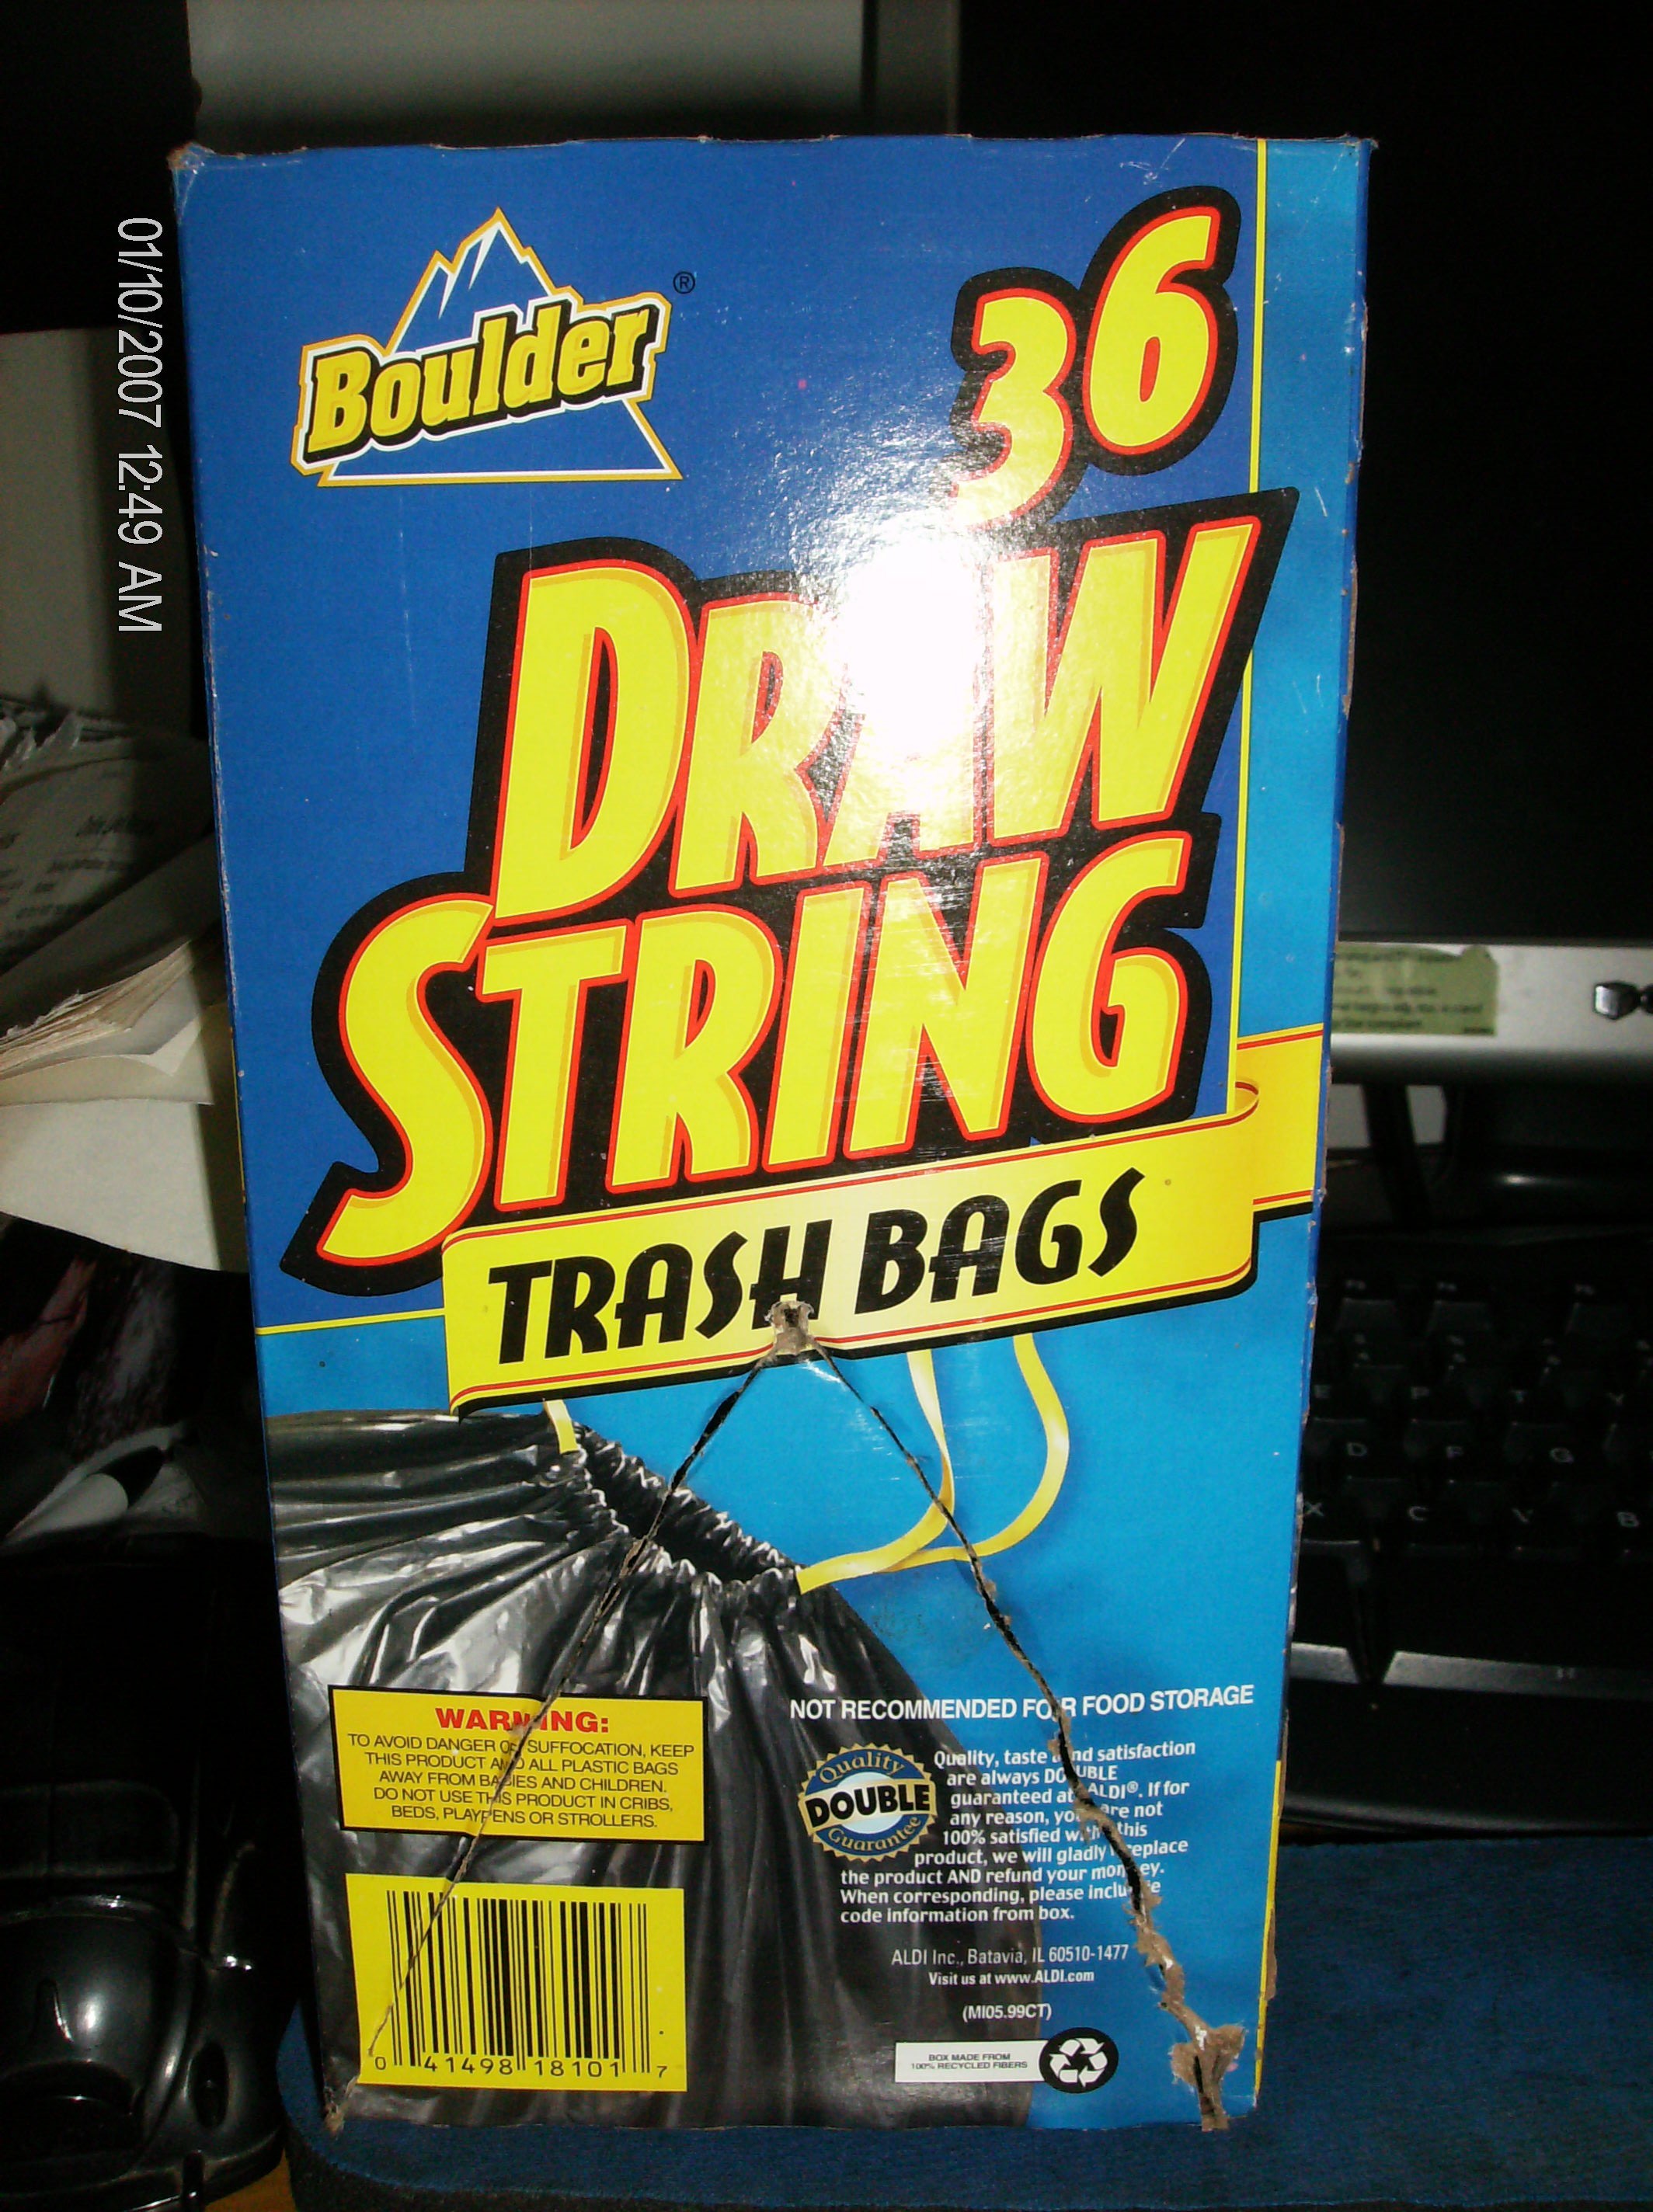 01/10/2007 12:49 AM
Boulder®
36
DRAW
STRING
TRASH BAGS
WARNING:
TO AVOID DANGER OF SUFFOCATION, KEEP
THIS PRODUCT AND ALL PLASTIC BAGS
AWAY FROM BABIES AND CHILDREN.
DO NOT USE THIS PRODUCT IN CRIBS,
BEDS, PLAYPENS OR STROLLERS.
0 41498 18101 7
NOT RECOMMENDED FOR FOOD STORAGE
Quality
DOUBLE
Guarantee
Quality, taste and satisfaction
are always DOUBLE
guaranteed at ALDI®. If for
any reason, you are not
100% satisfied with this
product, we will gladly replace
the product AND refund your money.
When corresponding, please include
code information from box.
ALDI Inc., Batavia, IL 60510-1477
Visit us at www.ALDI.com
(MI05.99CT)
BOX MADE FROM
100% RECYCLED FIBERS
D F G
X C V B